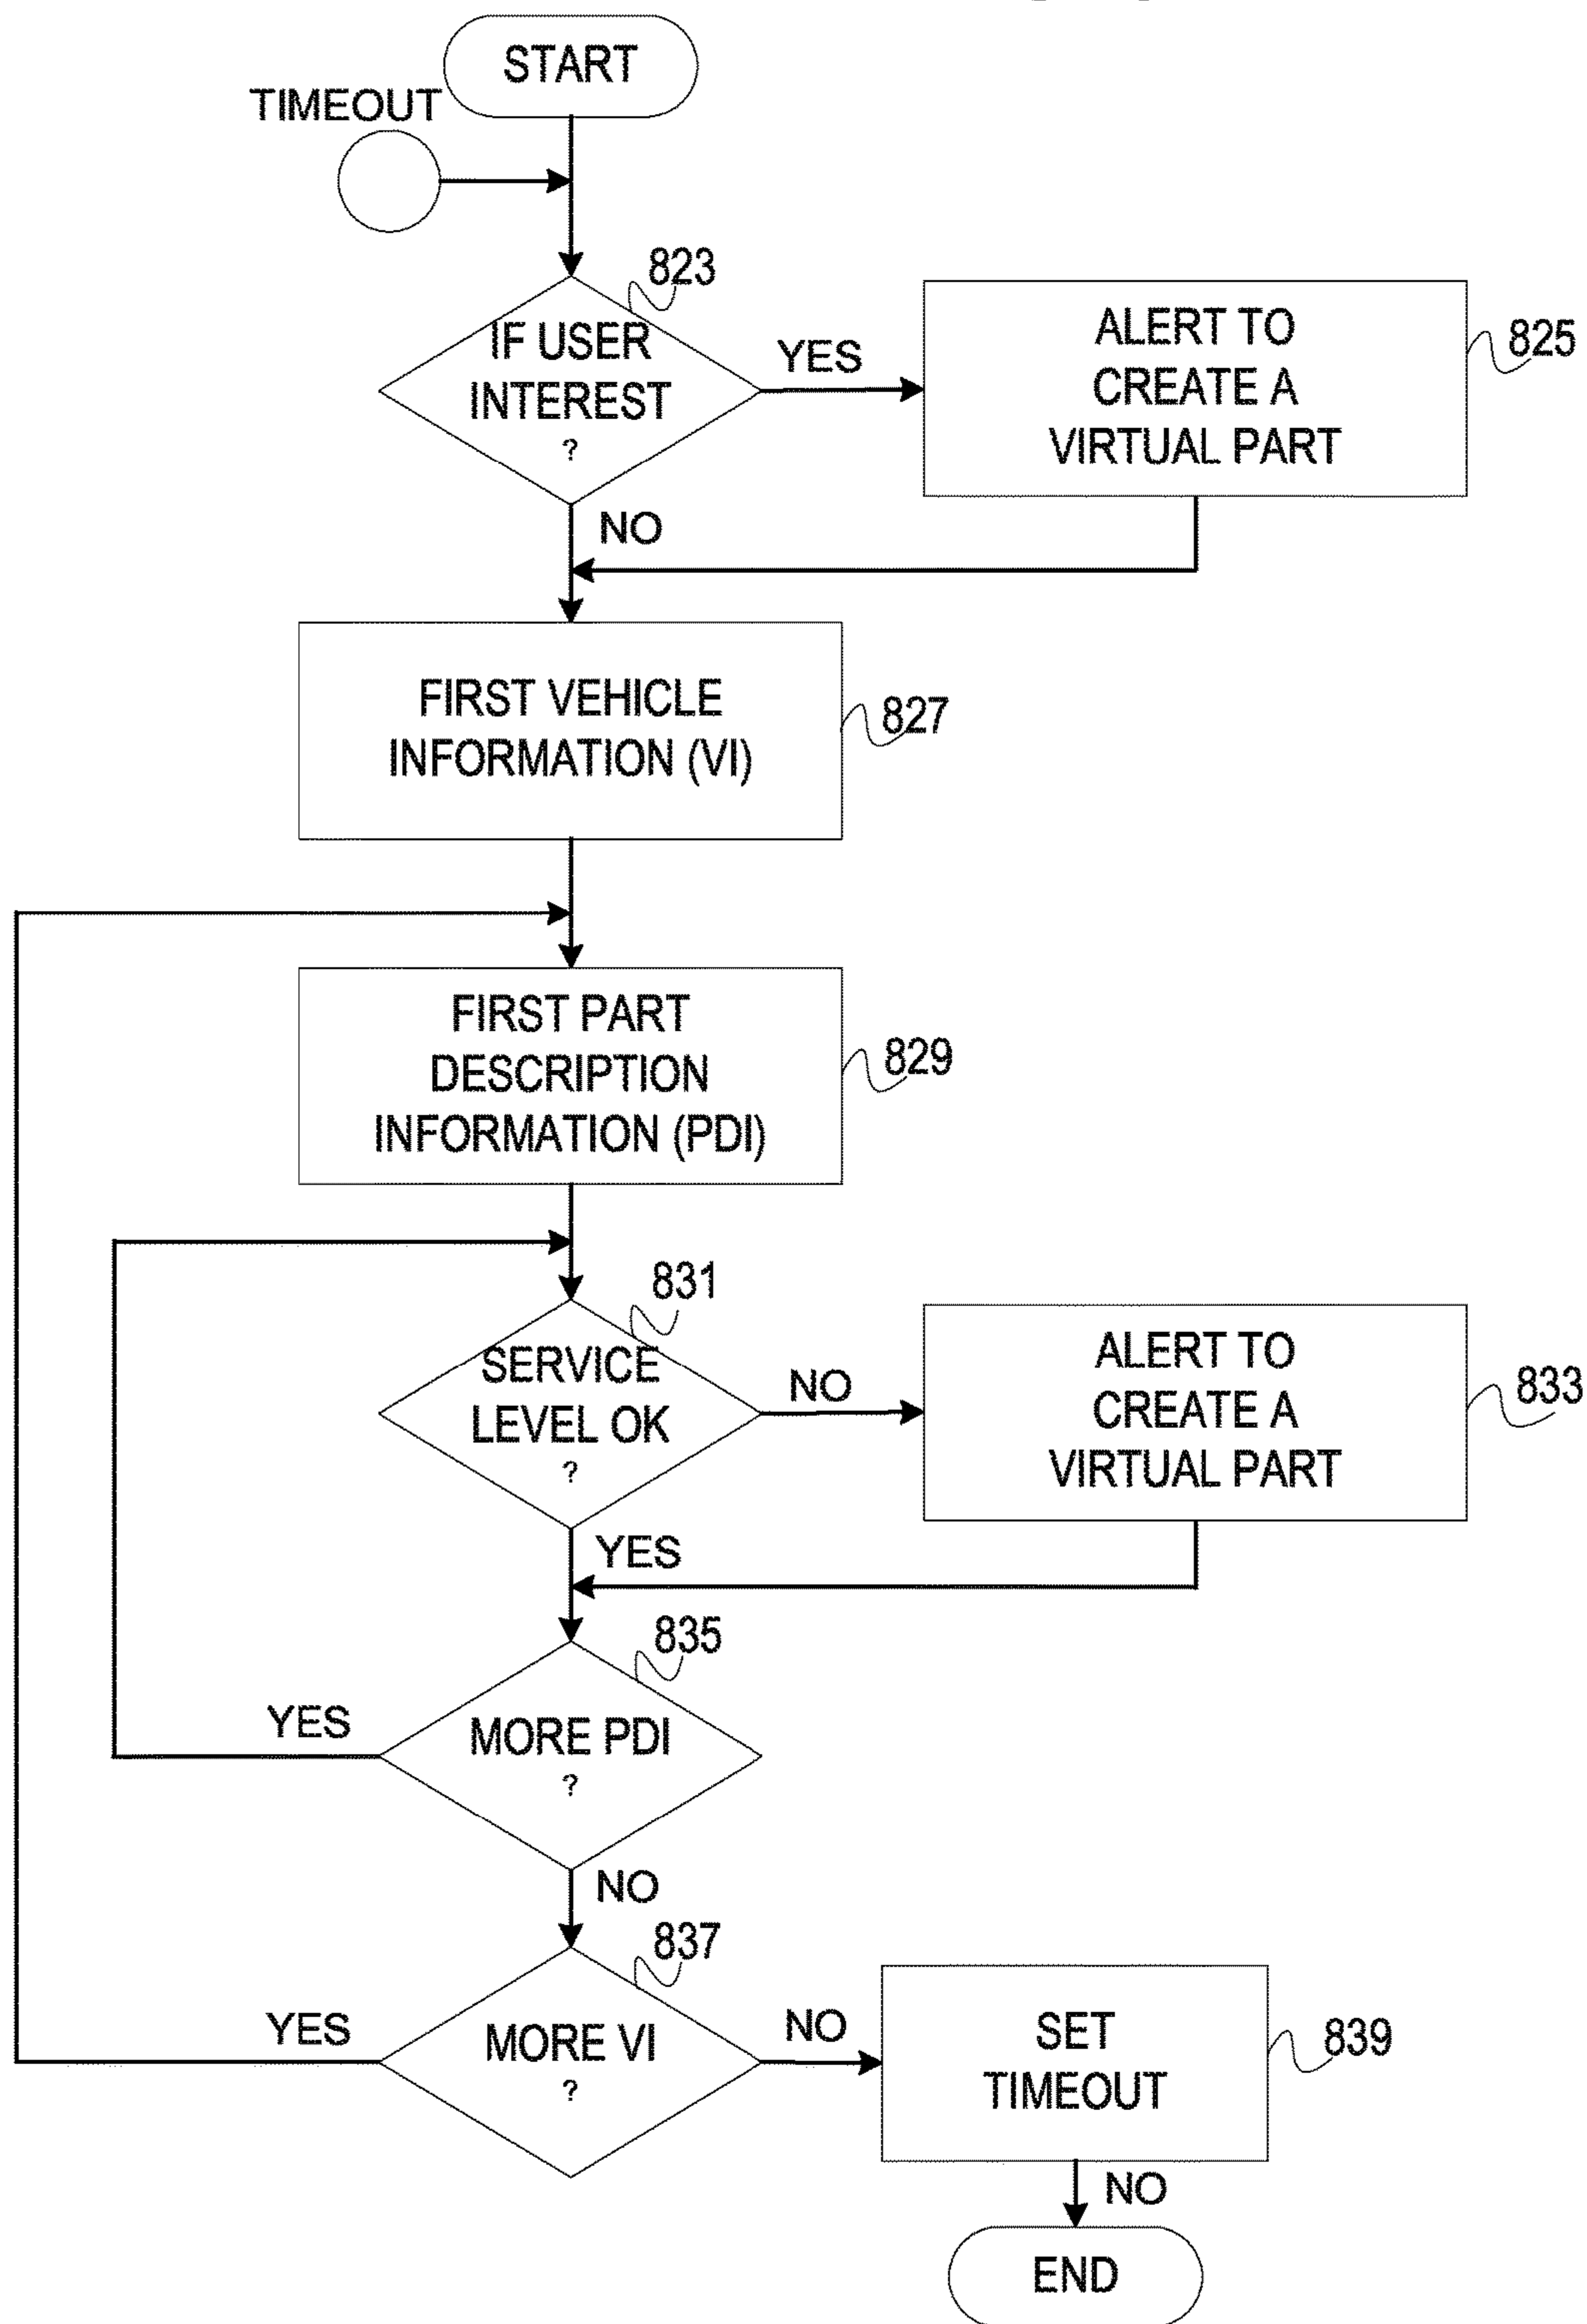 START
TIMEOUT
823
IF USER
INTEREST
?
YES
ALERT TO
CREATE A
VIRTUAL PART
825
NO
FIRST VEHICLE
INFORMATION (VI)
827
FIRST PART
DESCRIPTION
INFORMATION (PDI)
829
831
SERVICE
LEVEL OK
?
NO
ALERT TO
CREATE A
VIRTUAL PART
833
YES
835
MORE PDI
?
YES
NO
837
MORE VI
?
YES
NO
SET
TIMEOUT
839
NO
END